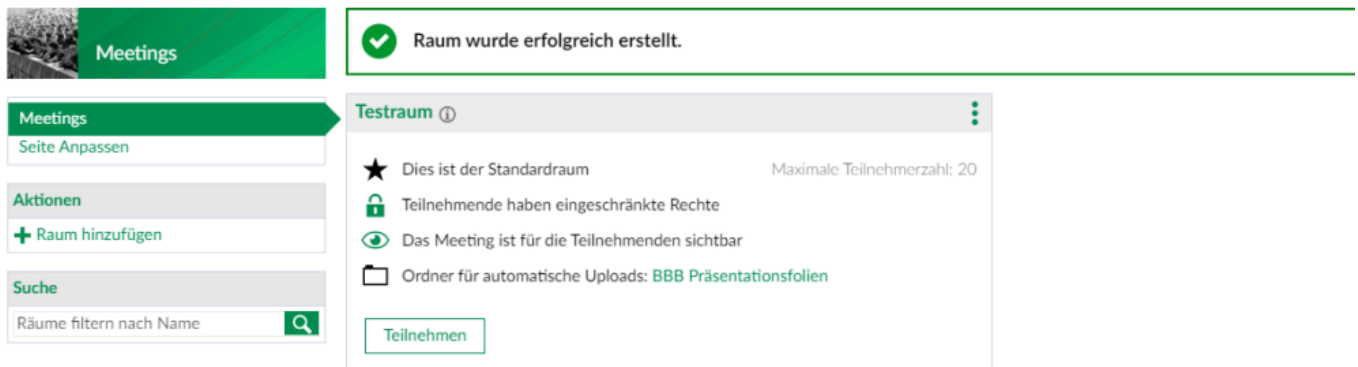 Meetings
Raum wurde erfolgreich erstellt.
Meetings
Seite Anpassen
Aktionen
Raum hinzufügen
Suche
Räume filtern nach Name
Testraum
Dies ist der Standardraum Maximale Teilnehmerzahl: 20
Teilnehmende haben eingeschränkte Rechte
Das Meeting ist für die Teilnehmenden sichtbar
Ordner für automatische Uploads: BBB Präsentationsfolien
Teilnehmen